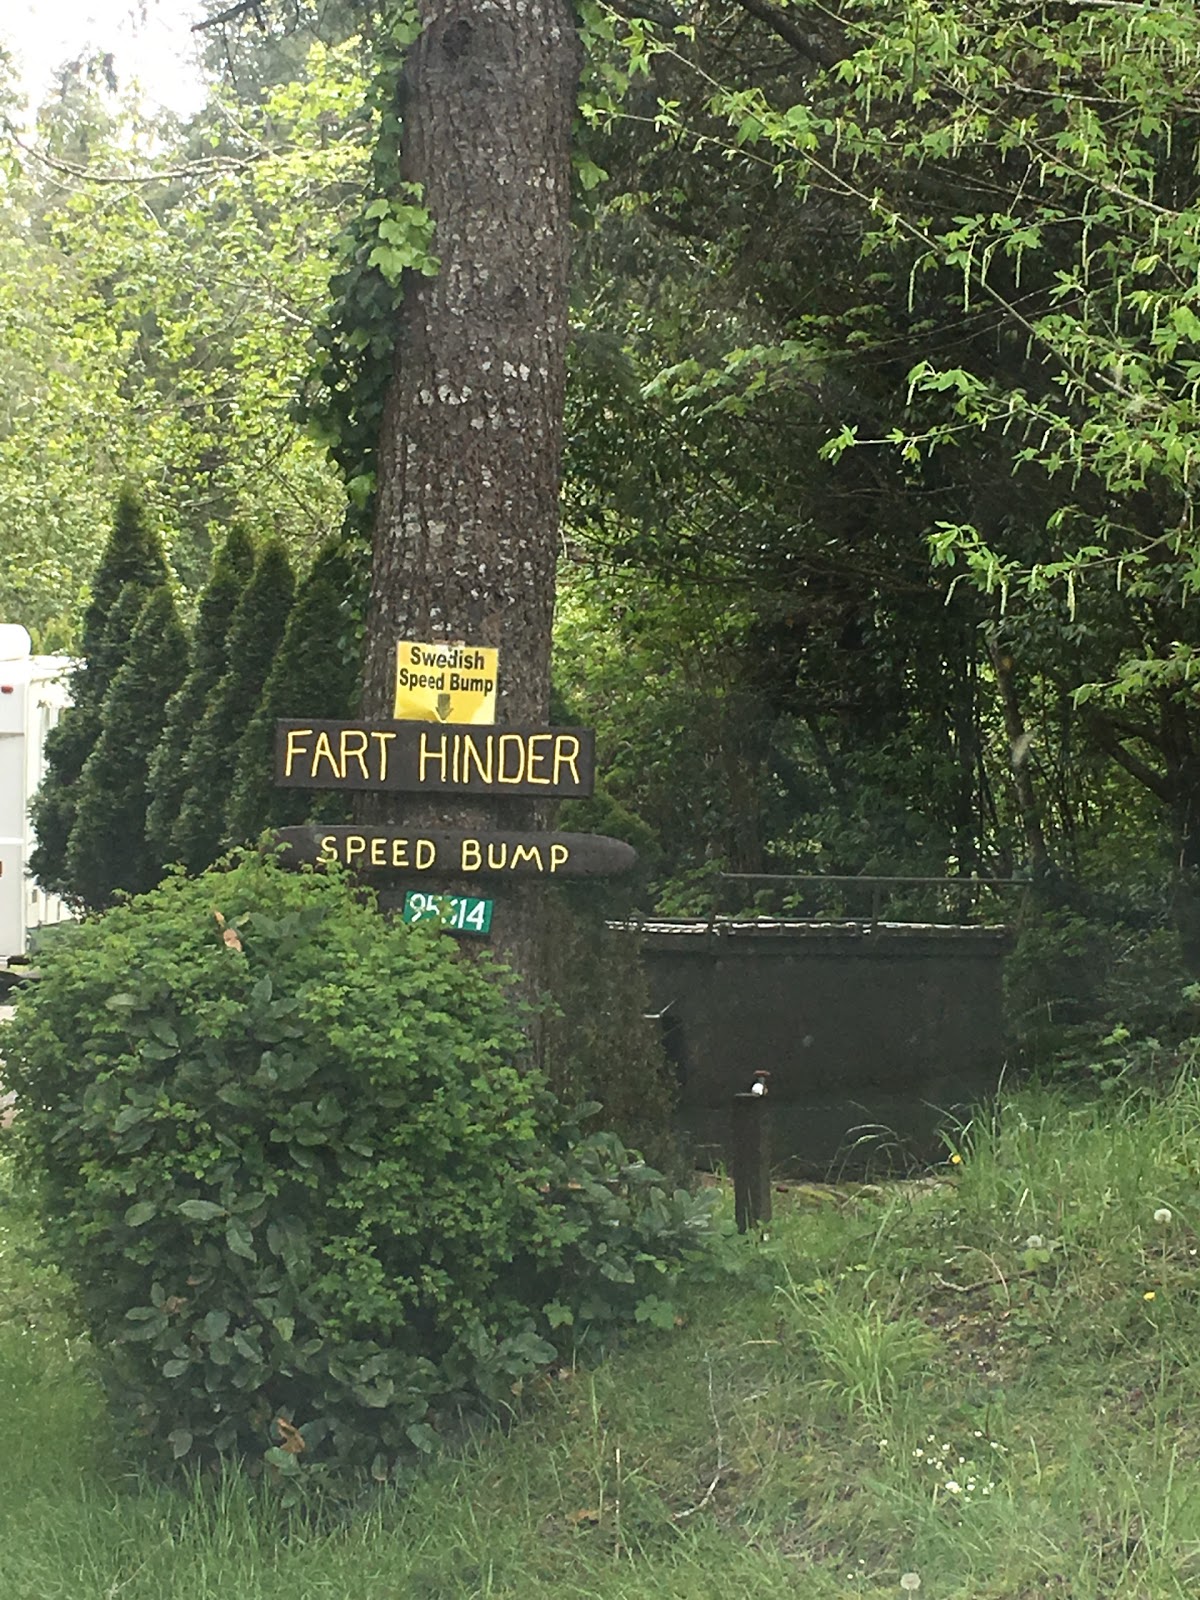 Swedish
Speed Bump
FART HINDER
SPEED BUMP